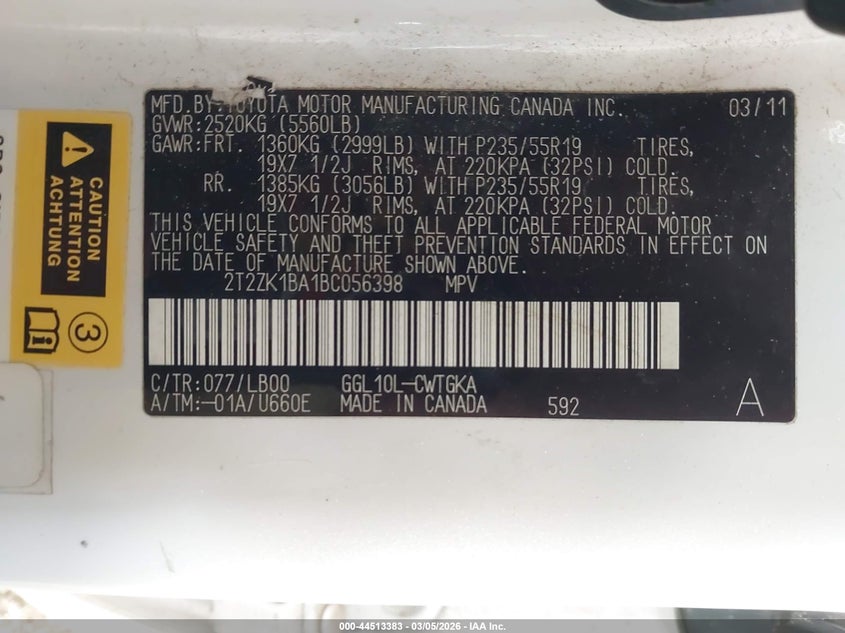 MFD.BY:TOYOTA MOTOR MANUFACTURING CANADA INC. 03/11
GVWR:2520KG (5560LB)
GAWR:FRT. 1360KG (2999LB) WITH P235/55R19 TIRES,
19X7 1/2J RIMS, AT 220KPA (32PSI) COLD.
RR. 1385KG (3056LB) WITH P235/55R19 TIRES,
19X7 1/2J RIMS, AT 220KPA (32PSI) COLD.
THIS VEHICLE CONFORMS TO ALL APPLICABLE FEDERAL MOTOR
VEHICLE SAFETY AND THEFT PREVENTION STANDARDS IN EFFECT ON
THE DATE OF MANUFACTURE SHOWN ABOVE.
2T2ZK1BA1BC056398 MPV
C/TR:077/LB00 GGL10L-CWTGKA
A/TM:-01A/U660E MADE IN CANADA 592 A
CAUTION
ATTENTION
ACHTUNG
3
000-44513383 - 03/05/2026 - IAA Inc.